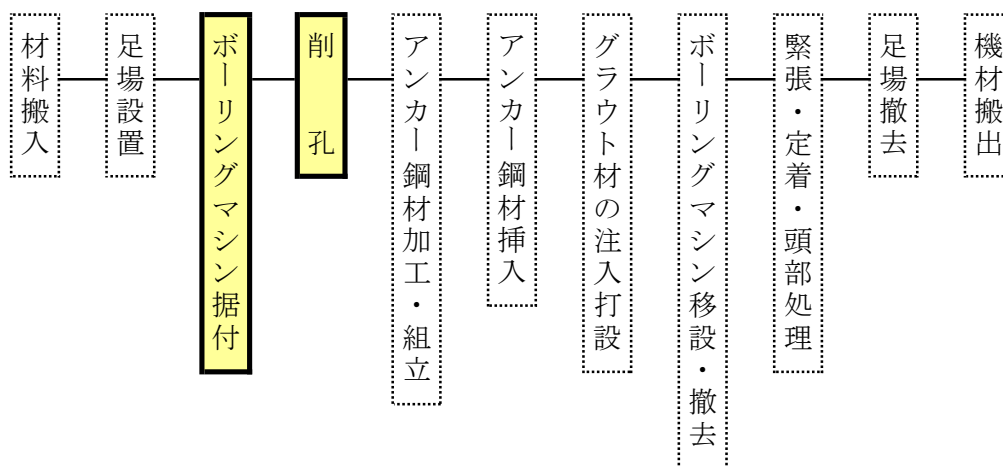 材料搬入
足場設置
ボーリングマシン据付
削 孔
アンカー鋼材加工・組立
アンカー鋼材挿入
グラウト材の注入打設
ボーリングマシン移設・撤去
緊張・定着・頭部処理
足場撤去
機材搬出